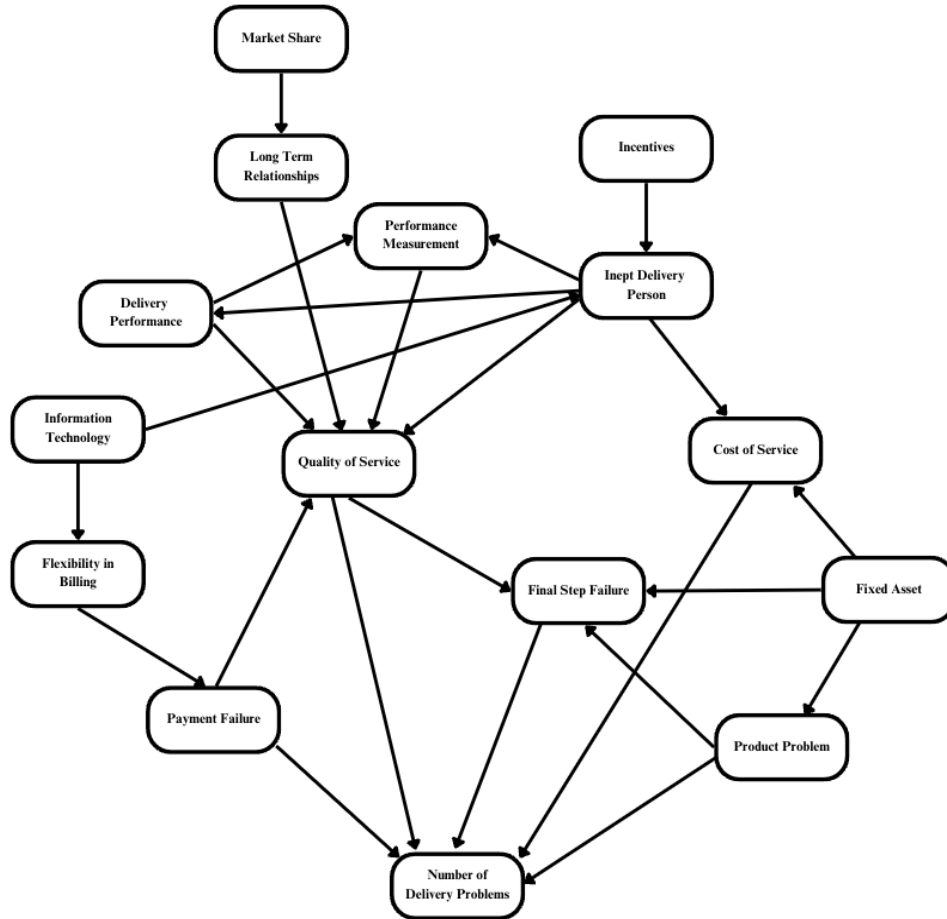 Market Share
Long Term
Relationships
Incentives
Performance
Measurement
Inept Delivery
Person
Delivery
Performance
Information
Technology
Quality of Service
Cost of Service
Flexibility in
Billing
Final Step Failure
Fixed Asset
Payment Failure
Product Problem
Number of
Delivery Problems